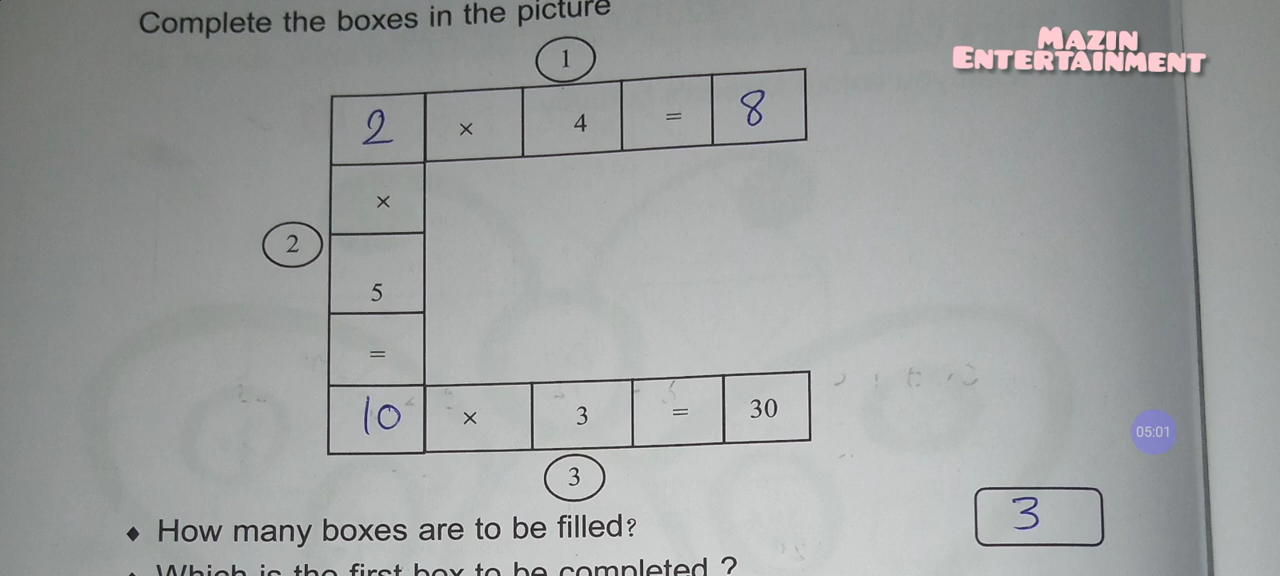 Complete the boxes in the picture
MAZIN
ENTERTAINMENT
1
2 × 4 = 8
×
2
5
=
10 × 3 = 30
3
05:01
♦ How many boxes are to be filled? 3
Which is the first box to be completed ?